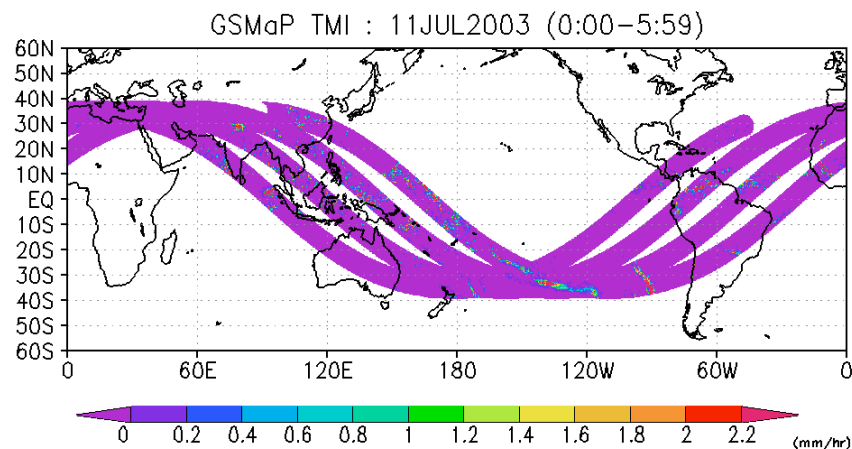 GSMaP TMI : 11JUL2003 (0:00-5:59)
60N
50N
40N
30N
20N
10N
EQ
10S
20S
30S
40S
50S
60S
0 60E 120E 180 120W 60W 0
0 0.2 0.4 0.6 0.8 1 1.2 1.4 1.6 1.8 2 2.2
(mm/hr)